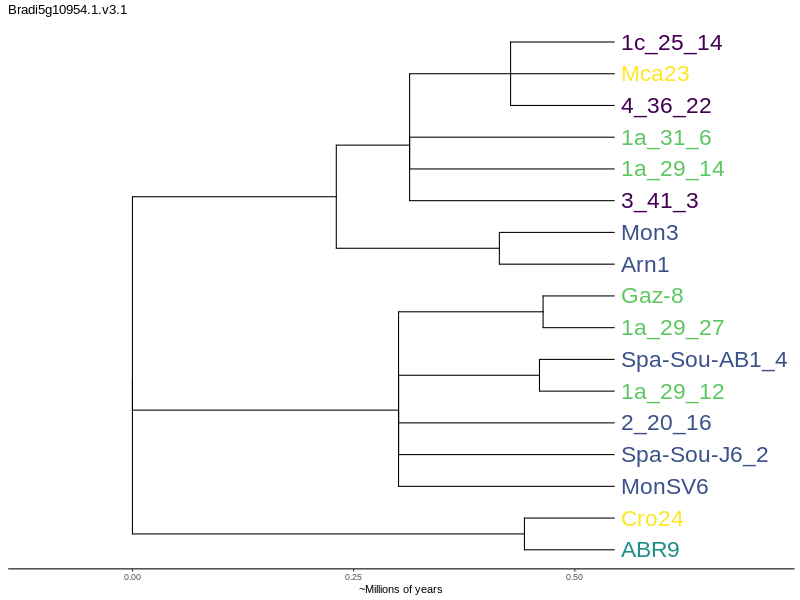 Bradi5g10954.1.v3.1
1c_25_14
Mca23
4_36_22
1a_31_6
1a_29_14
3_41_3
Mon3
Arn1
Gaz-8
1a_29_27
Spa-Sou-AB1_4
1a_29_12
2_20_16
Spa-Sou-J6_2
MonSV6
Cro24
ABR9
0.00 0.25 0.50
~Millions of years